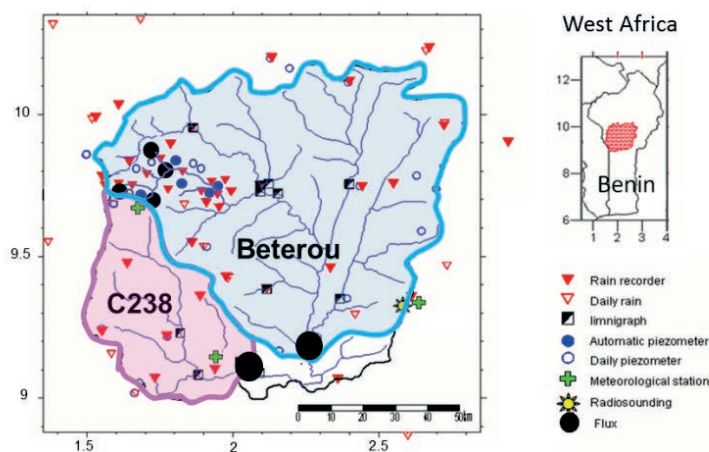 West Africa
10
9.5
9
1.5
2
2.5
Beterou
C238
0 10 20 30 40 50km
12
10
8
6
Benin
1 2 3 4
Rain recorder
Daily rain
limnigraph
Automatic piezometer
Daily piezometer
Meteorological station
Radiosounding
Flux